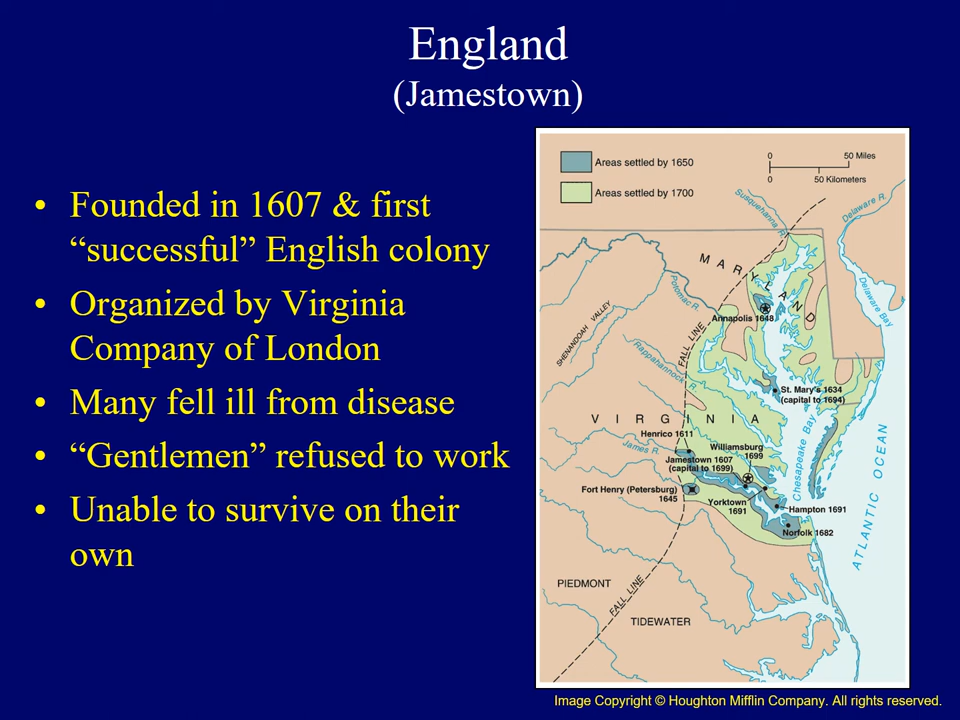 England
(Jamestown)
• Founded in 1607 & first
“successful” English colony
• Organized by Virginia
Company of London
• Many fell ill from disease
• “Gentlemen” refused to work
• Unable to survive on their
own
Areas settled by 1650
Areas settled by 1700
0 50 Miles
0 50 Kilometers
Susquehanna R.
Delaware R.
MARYLAND
Potomac R.
Delaware Bay
Annapolis 1648
SHENANDOAH VALLEY
FALL LINE
Rappahannock R.
St. Mary's 1634
(capital to 1694)
VIRGINIA
Chesapeake Bay
ATLANTIC OCEAN
Henrico 1611
James R.
Williamsburg
1699
Jamestown 1607
(capital to 1699)
Fort Henry (Petersburg)
1645
Yorktown
1691
Hampton 1691
Norfolk 1682
PIEDMONT
FALL LINE
TIDEWATER
Image Copyright © Houghton Mifflin Company. All rights reserved.